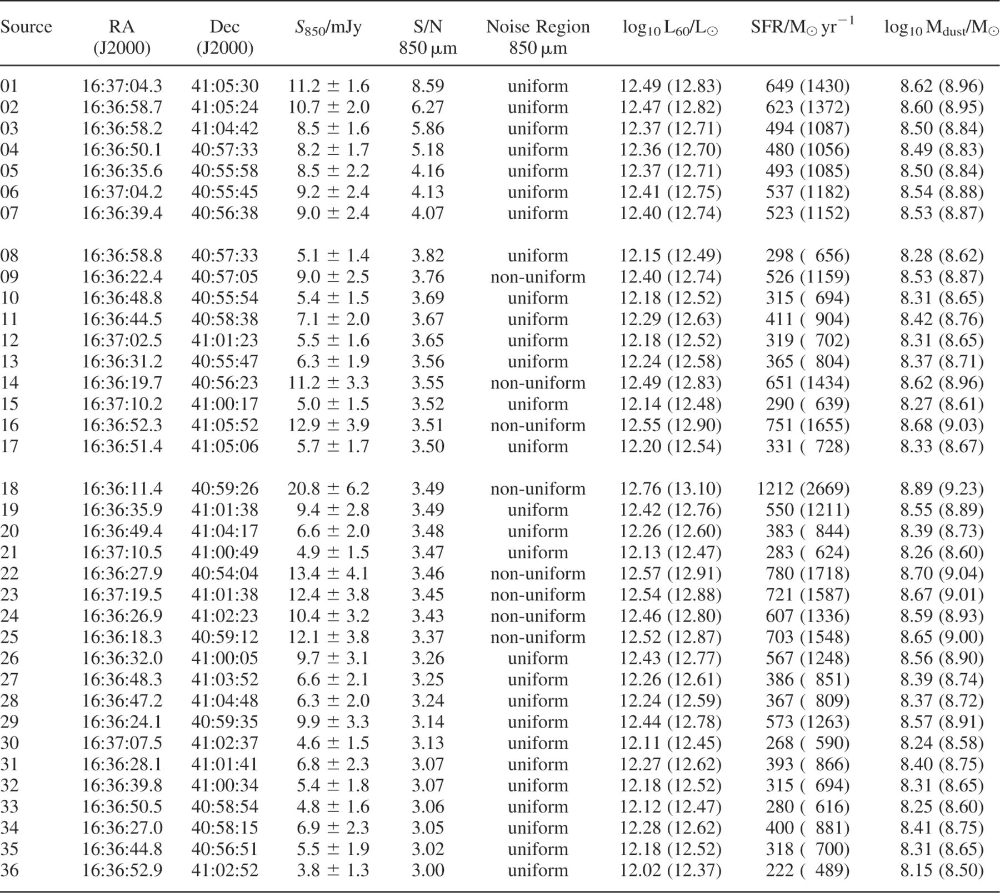 Source RA Dec S850/mJy S/N Noise Region log10 L60/L⊙ SFR/M⊙ yr−1 log10 Mdust/M⊙
(J2000) (J2000) 850 μm 850 μm
01 16:37:04.3 41:05:30 11.2 ± 1.6 8.59 uniform 12.49 (12.83) 649 (1430) 8.62 (8.96)
02 16:36:58.7 41:05:24 10.7 ± 2.0 6.27 uniform 12.47 (12.82) 623 (1372) 8.60 (8.95)
03 16:36:58.2 41:04:42 8.5 ± 1.6 5.86 uniform 12.37 (12.71) 494 (1087) 8.50 (8.84)
04 16:36:50.1 40:57:33 8.2 ± 1.7 5.18 uniform 12.36 (12.70) 480 (1056) 8.49 (8.83)
05 16:36:35.6 40:55:58 8.5 ± 2.2 4.16 uniform 12.37 (12.71) 493 (1085) 8.50 (8.84)
06 16:37:04.2 40:55:45 9.2 ± 2.4 4.13 uniform 12.41 (12.75) 537 (1182) 8.54 (8.88)
07 16:36:39.4 40:56:38 9.0 ± 2.4 4.07 uniform 12.40 (12.74) 523 (1152) 8.53 (8.87)
08 16:36:58.8 40:57:33 5.1 ± 1.4 3.82 uniform 12.15 (12.49) 298 ( 656) 8.28 (8.62)
09 16:36:22.4 40:57:05 9.0 ± 2.5 3.76 non-uniform 12.40 (12.74) 526 (1159) 8.53 (8.87)
10 16:36:48.8 40:55:54 5.4 ± 1.5 3.69 uniform 12.18 (12.52) 315 ( 694) 8.31 (8.65)
11 16:36:44.5 40:58:38 7.1 ± 2.0 3.67 uniform 12.29 (12.63) 411 ( 904) 8.42 (8.76)
12 16:37:02.5 41:01:23 5.5 ± 1.6 3.65 uniform 12.18 (12.52) 319 ( 702) 8.31 (8.65)
13 16:36:31.2 40:55:47 6.3 ± 1.9 3.56 uniform 12.24 (12.58) 365 ( 804) 8.37 (8.71)
14 16:36:19.7 40:56:23 11.2 ± 3.3 3.55 non-uniform 12.49 (12.83) 651 (1434) 8.62 (8.96)
15 16:37:10.2 41:00:17 5.0 ± 1.5 3.52 uniform 12.14 (12.48) 290 ( 639) 8.27 (8.61)
16 16:36:52.3 41:05:52 12.9 ± 3.9 3.51 non-uniform 12.55 (12.90) 751 (1655) 8.68 (9.03)
17 16:36:51.4 41:05:06 5.7 ± 1.7 3.50 uniform 12.20 (12.54) 331 ( 728) 8.33 (8.67)
18 16:36:11.4 40:59:26 20.8 ± 6.2 3.49 non-uniform 12.76 (13.10) 1212 (2669) 8.89 (9.23)
19 16:36:35.9 41:01:38 9.4 ± 2.8 3.49 uniform 12.42 (12.76) 550 (1211) 8.55 (8.89)
20 16:36:49.4 41:04:17 6.6 ± 2.0 3.48 uniform 12.26 (12.60) 383 ( 844) 8.39 (8.73)
21 16:37:10.5 41:00:49 4.9 ± 1.5 3.47 uniform 12.13 (12.47) 283 ( 624) 8.26 (8.60)
22 16:36:27.9 40:54:04 13.4 ± 4.1 3.46 non-uniform 12.57 (12.91) 780 (1718) 8.70 (9.04)
23 16:37:19.5 41:01:38 12.4 ± 3.8 3.45 non-uniform 12.54 (12.88) 721 (1587) 8.67 (9.01)
24 16:36:26.9 41:02:23 10.4 ± 3.2 3.43 non-uniform 12.46 (12.80) 607 (1336) 8.59 (8.93)
25 16:36:18.3 40:59:12 12.1 ± 3.8 3.37 non-uniform 12.52 (12.87) 703 (1548) 8.65 (9.00)
26 16:36:32.0 41:00:05 9.7 ± 3.1 3.26 uniform 12.43 (12.77) 567 (1248) 8.56 (8.90)
27 16:36:48.3 41:03:52 6.6 ± 2.1 3.25 uniform 12.26 (12.61) 386 ( 851) 8.39 (8.74)
28 16:36:47.2 41:04:48 6.3 ± 2.0 3.24 uniform 12.24 (12.59) 367 ( 809) 8.37 (8.72)
29 16:36:24.1 40:59:35 9.9 ± 3.3 3.14 uniform 12.44 (12.78) 573 (1263) 8.57 (8.91)
30 16:37:07.5 41:02:37 4.6 ± 1.5 3.13 uniform 12.11 (12.45) 268 ( 590) 8.24 (8.58)
31 16:36:28.1 41:01:41 6.8 ± 2.3 3.07 uniform 12.27 (12.62) 393 ( 866) 8.40 (8.75)
32 16:36:39.8 41:00:34 5.4 ± 1.8 3.07 uniform 12.18 (12.52) 315 ( 694) 8.31 (8.65)
33 16:36:50.5 40:58:54 4.8 ± 1.6 3.06 uniform 12.12 (12.47) 280 ( 616) 8.25 (8.60)
34 16:36:27.0 40:58:15 6.9 ± 2.3 3.05 uniform 12.28 (12.62) 400 ( 881) 8.41 (8.75)
35 16:36:44.8 40:56:51 5.5 ± 1.9 3.02 uniform 12.18 (12.52) 318 ( 700) 8.31 (8.65)
36 16:36:52.9 41:02:52 3.8 ± 1.3 3.00 uniform 12.02 (12.37) 222 ( 489) 8.15 (8.50)